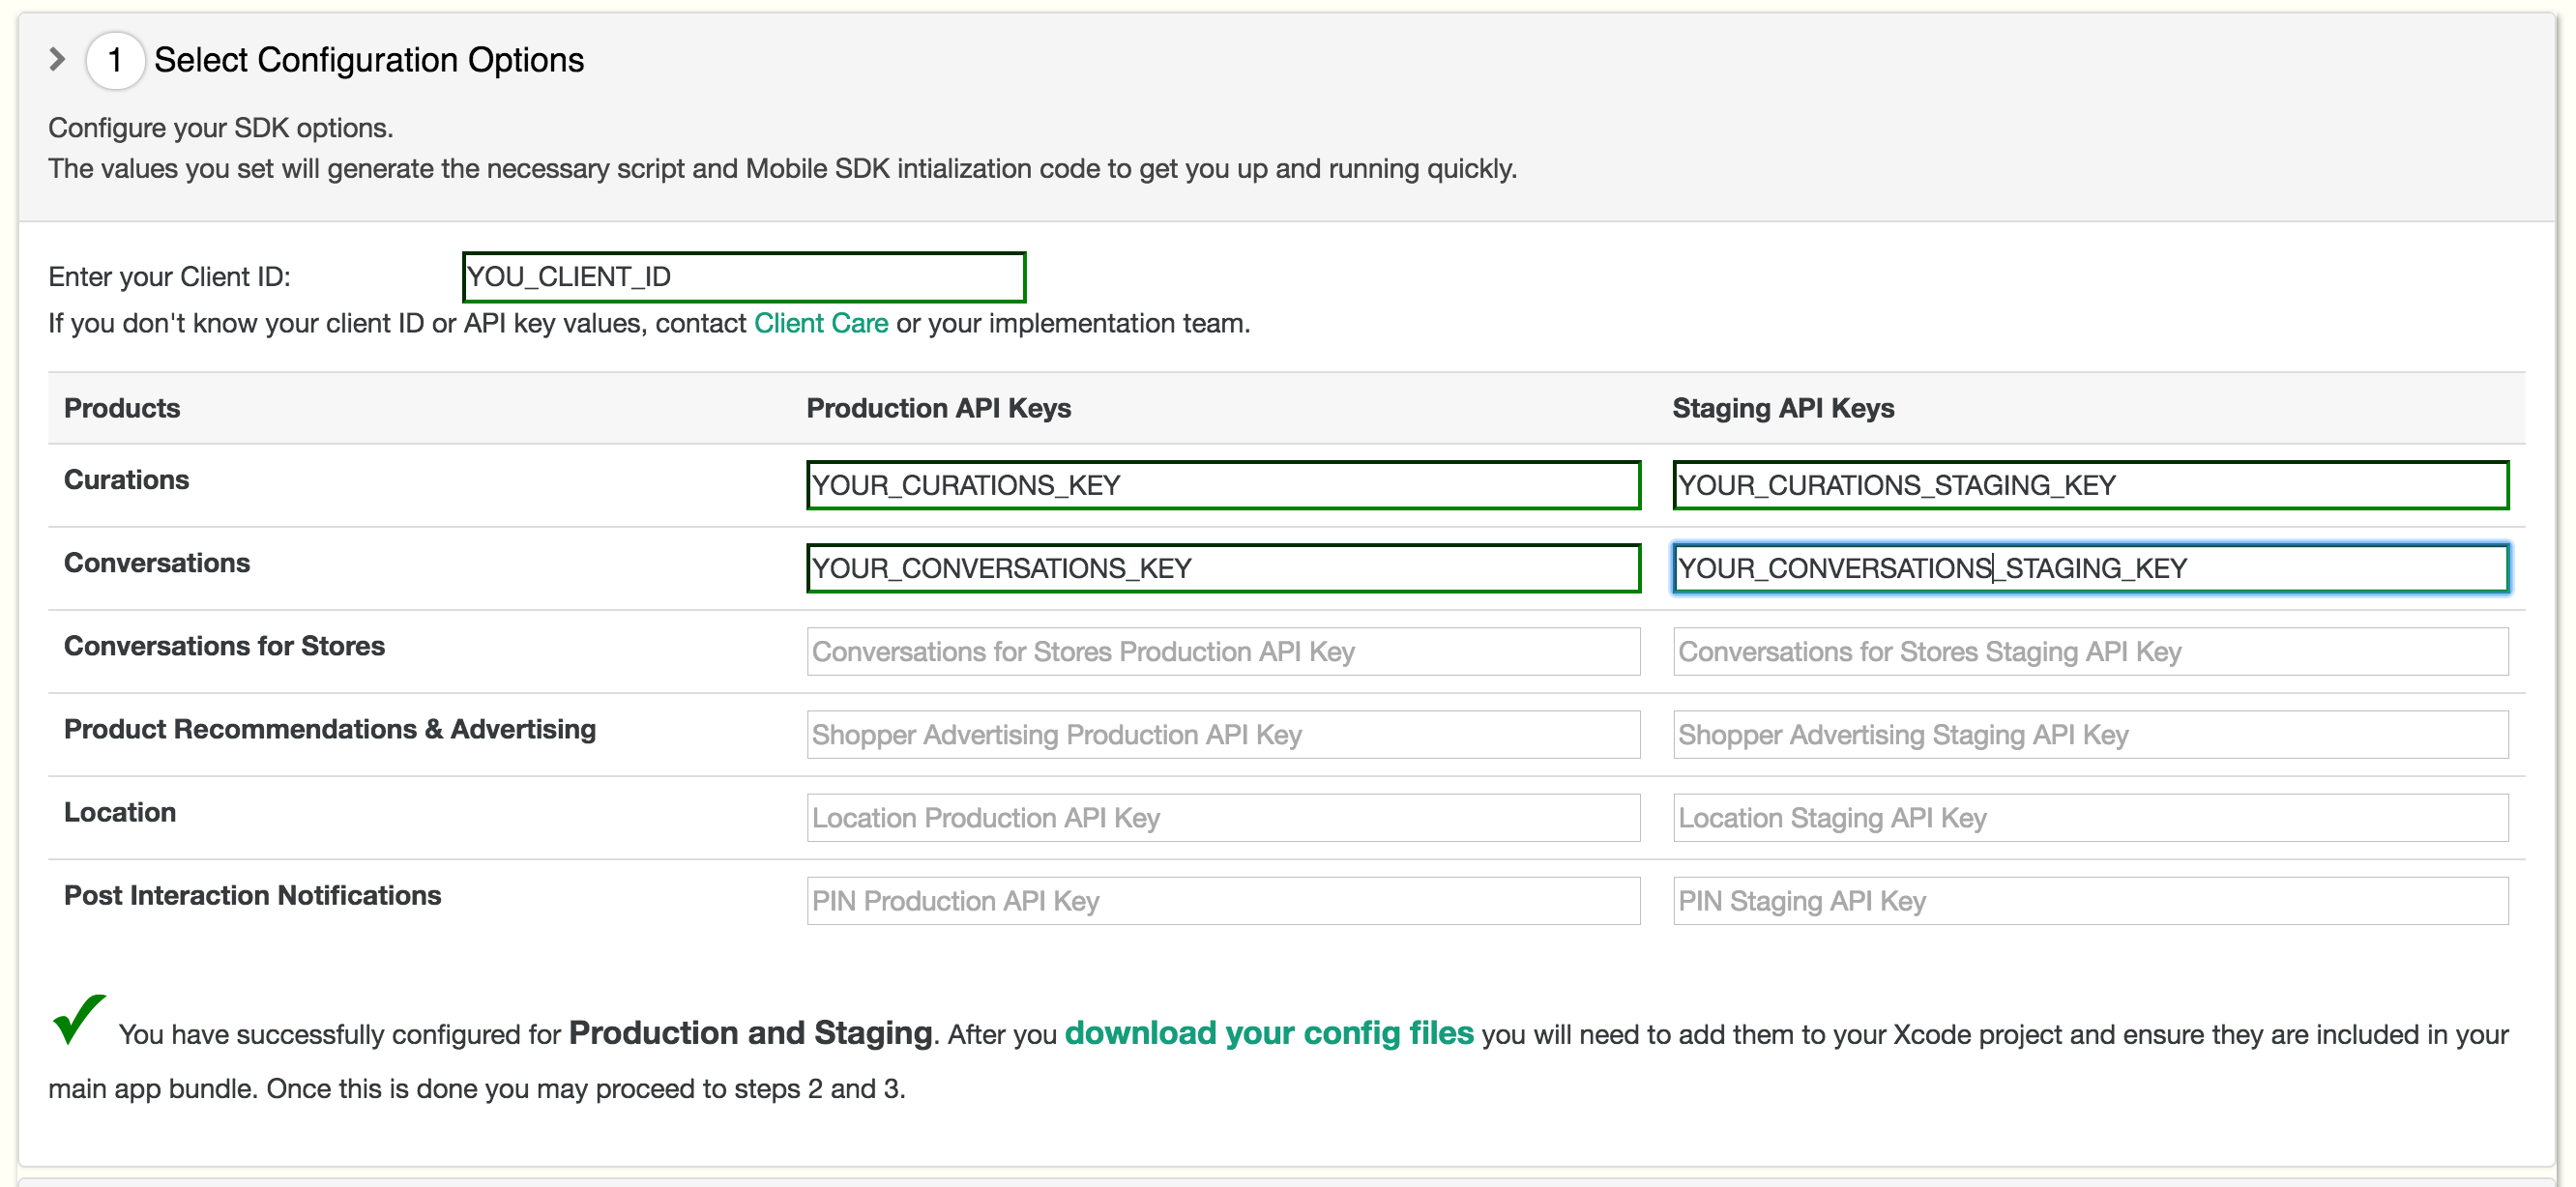 1 Select Configuration Options
Configure your SDK options.
The values you set will generate the necessary script and Mobile SDK intialization code to get you up and running quickly.
Enter your Client ID: YOU_CLIENT_ID
If you don't know your client ID or API key values, contact Client Care or your implementation team.
Products Production API Keys Staging API Keys
Curations YOUR_CURATIONS_KEY YOUR_CURATIONS_STAGING_KEY
Conversations YOUR_CONVERSATIONS_KEY YOUR_CONVERSATIONS_STAGING_KEY
Conversations for Stores Conversations for Stores Production API Key Conversations for Stores Staging API Key
Product Recommendations & Advertising Shopper Advertising Production API Key Shopper Advertising Staging API Key
Location Location Production API Key Location Staging API Key
Post Interaction Notifications PIN Production API Key PIN Staging API Key
You have successfully configured for Production and Staging. After you download your config files you will need to add them to your Xcode project and ensure they are included in your
main app bundle. Once this is done you may proceed to steps 2 and 3.